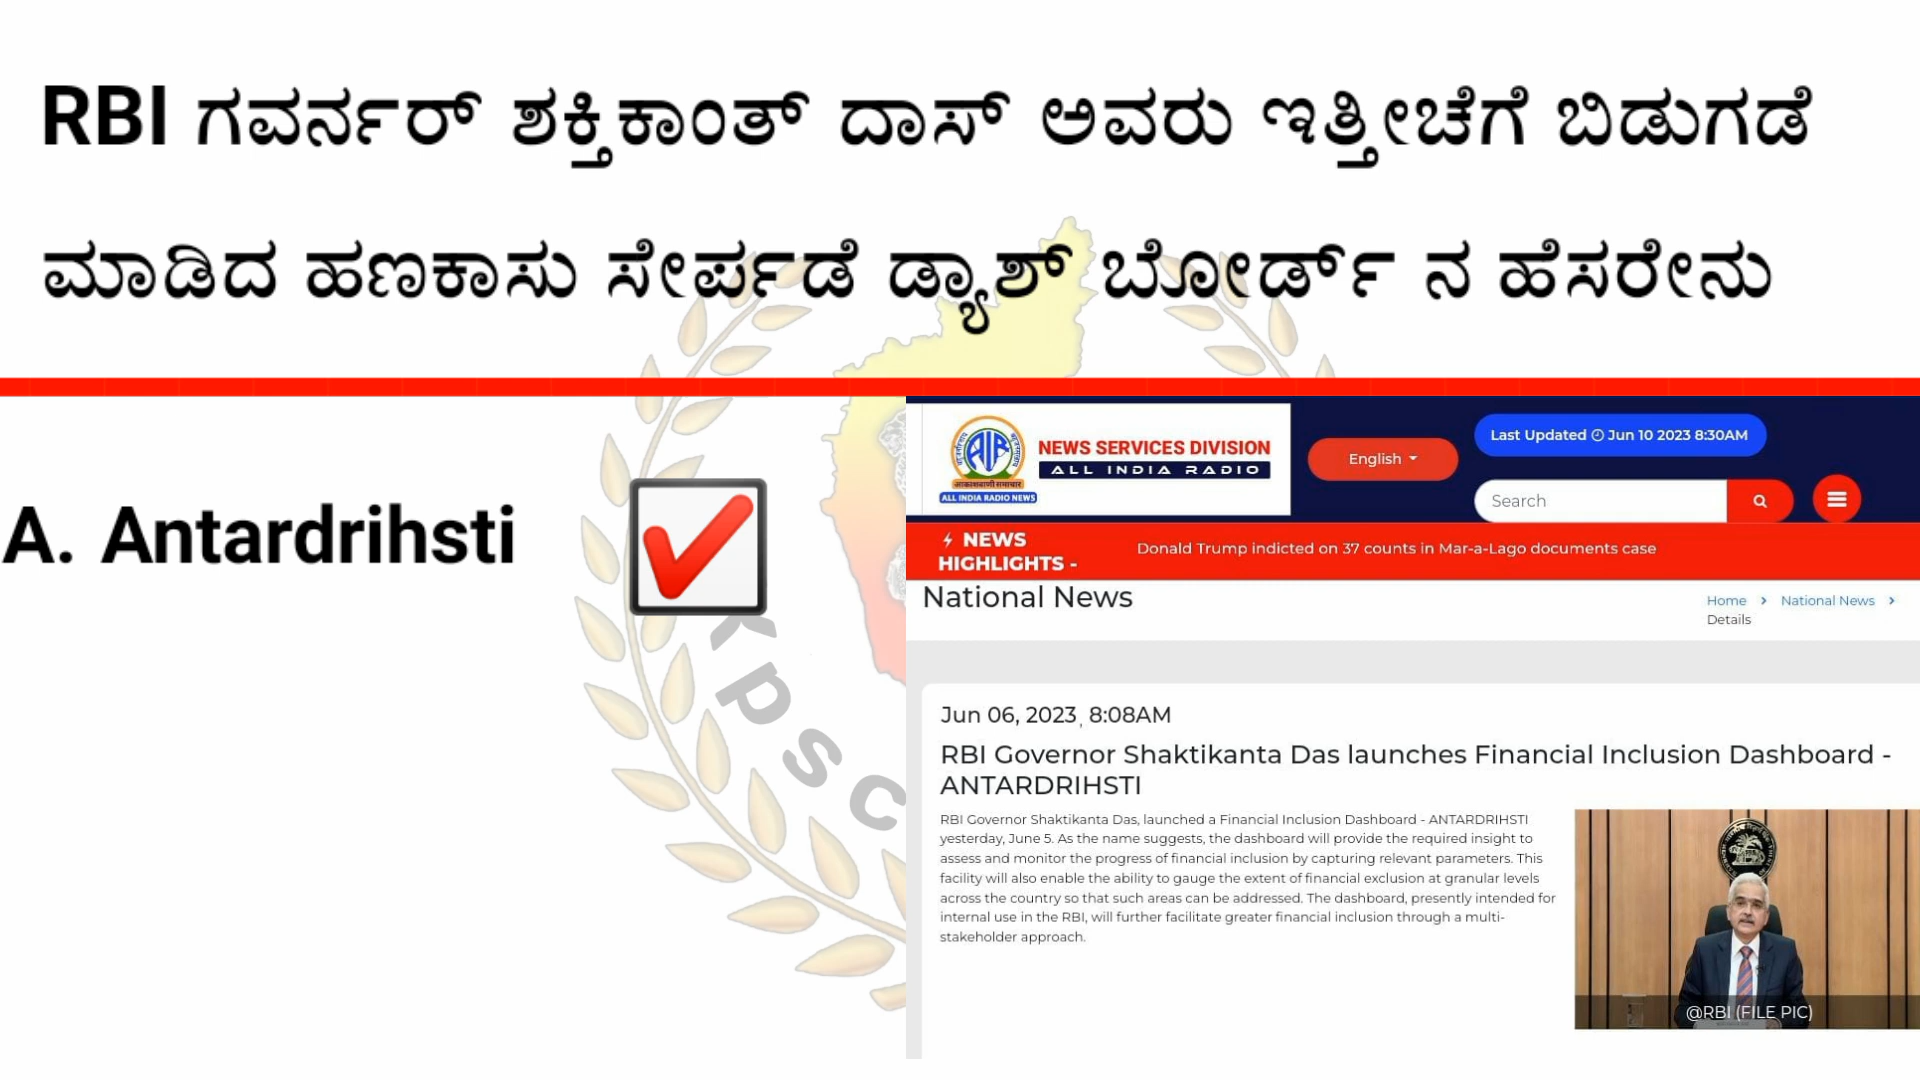 RBI ಗವರ್ನರ್ ಶಕ್ತಿಕಾಂತ್ ದಾಸ್ ಅವರು ಇತ್ತೀಚೆಗೆ ಬಿಡುಗಡೆ
ಮಾಡಿದ ಹಣಕಾಸು ಸೇರ್ಪಡೆ ಡ್ಯಾಶ್ ಬೋರ್ಡ್ ನ ಹೆಸರೇನು
A. Antardrihsti
kpsc
AIR
आकाशवाणी समाचार
ALL INDIA RADIO NEWS
NEWS SERVICES DIVISION
ALL INDIA RADIO
English
Last Updated Jun 10 2023 8:30AM
Search
NEWS
HIGHLIGHTS -
Donald Trump indicted on 37 counts in Mar-a-Lago documents case
National News
Home > National News >
Details
Jun 06, 2023, 8:08AM
RBI Governor Shaktikanta Das launches Financial Inclusion Dashboard -
ANTARDRIHSTI
RBI Governor Shaktikanta Das, launched a Financial Inclusion Dashboard - ANTARDRIHSTI
yesterday, June 5. As the name suggests, the dashboard will provide the required insight to
assess and monitor the progress of financial inclusion by capturing relevant parameters. This
facility will also enable the ability to gauge the extent of financial exclusion at granular levels
across the country so that such areas can be addressed. The dashboard, presently intended for
internal use in the RBI, will further facilitate greater financial inclusion through a multi-
stakeholder approach.
@RBI (FILE PIC)